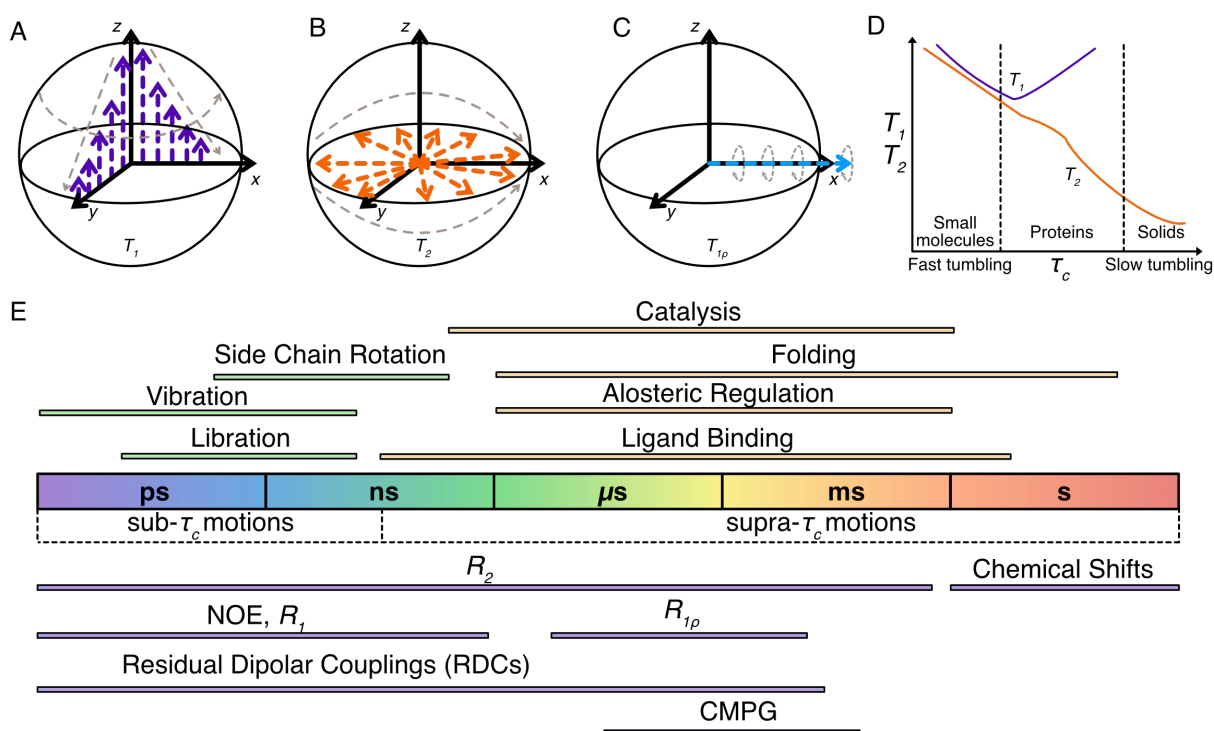 A
z
x
y
T1
B
z
x
y
T2
C
z
x
y
T1ρ
D
T1
T2
T1
T2
Small
molecules
Proteins
Solids
Fast tumbling
τc
Slow tumbling
E
Catalysis
Side Chain Rotation
Folding
Vibration
Alosteric Regulation
Libration
Ligand Binding
ps
ns
μs
ms
s
sub-τc motions
supra-τc motions
R2
Chemical Shifts
NOE, R1
R1ρ
Residual Dipolar Couplings (RDCs)
CMPG